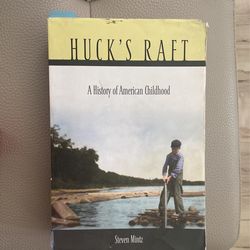 HUCK'S RAFT
A History of American Childhood
Steven Mintz